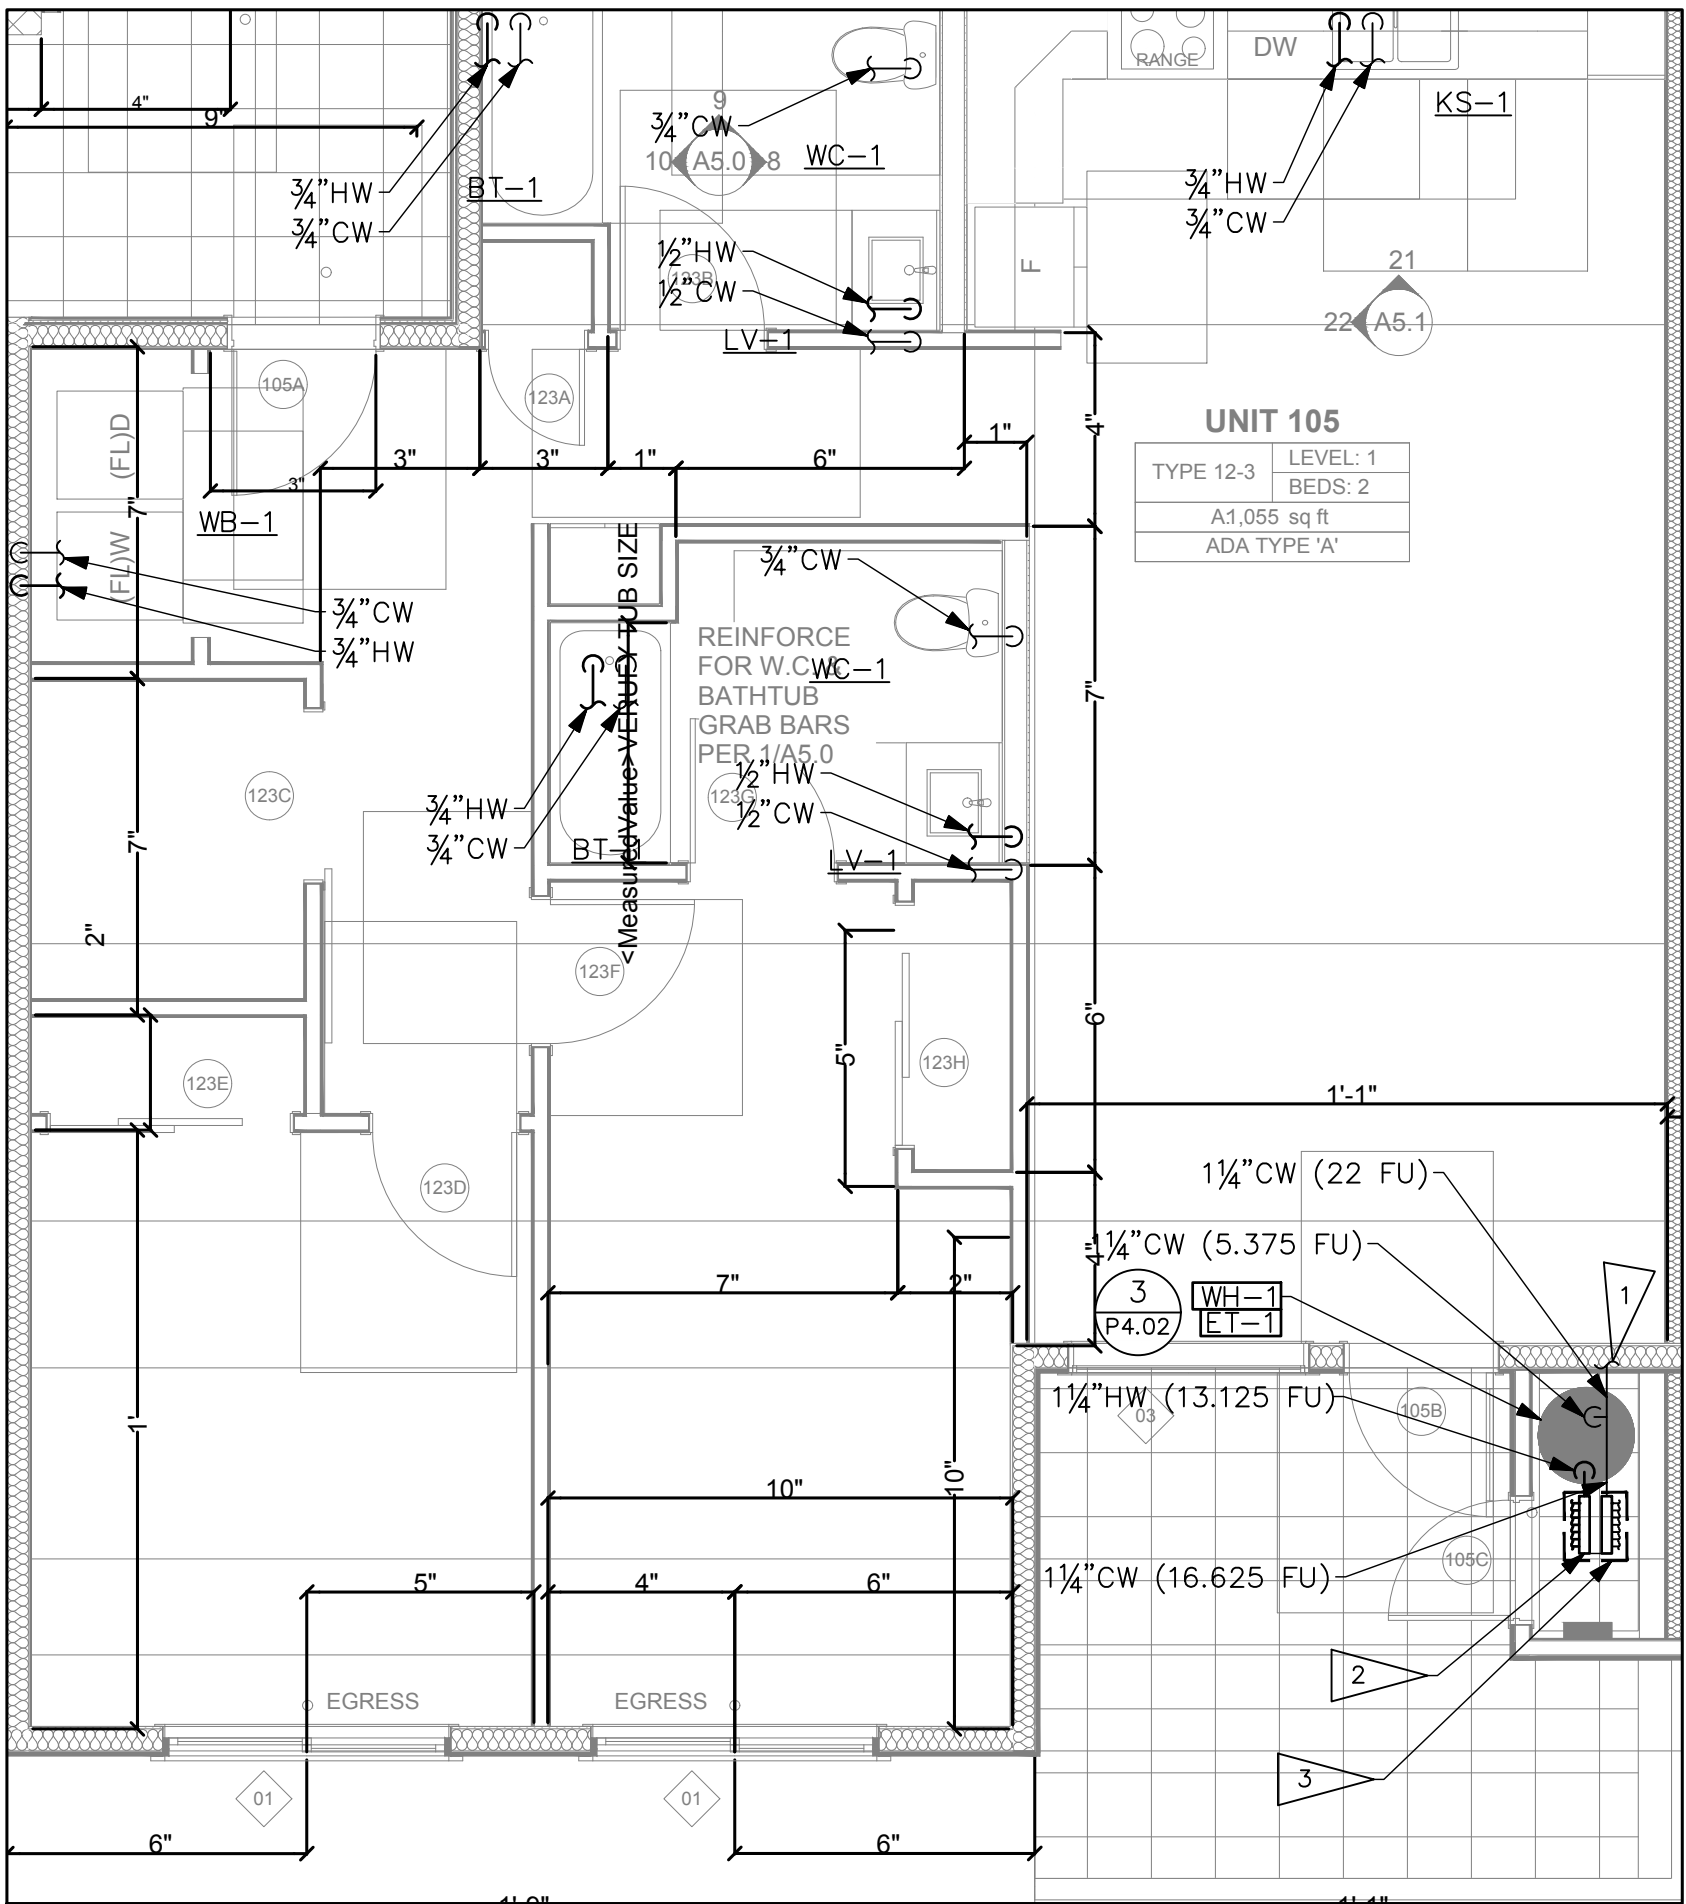 4"
9"
3/4"HW
3/4"CW
BT-1
9
10 A5.0 8
3/4"CW
WC-1
RANGE
DW
KS-1
3/4"HW
3/4"CW
1/2"HW
1/2"CW
123B
LV-1
F
21
22 A5.1
105A
123A
(FL)D
(FL)W
7"
3"
3"
3"
1"
6"
1"
4"
WB-1
UNIT 105
TYPE 12-3
LEVEL: 1
BEDS: 2
A:1,055 sq ft
ADA TYPE 'A'
3/4"CW
3/4"HW
<MeasuredValue>VERIFY TUB SIZE
3/4"CW
REINFORCE
FOR W.C. &
BATHTUB
GRAB BARS
PER 1/A5.0
WC-1
7"
123C
7"
2"
3/4"HW
3/4"CW
BT-1
1/2"HW
123G
1/2"CW
LV-1
123F
6"
5"
123H
123E
123D
1'-1"
1 1/4"CW (22 FU)
1 1/4"CW (5.375 FU)
4"
7"
2"
3
P4.02
WH-1
ET-1
1
1 1/4"HW (13.125 FU)
03
105B
1'
10"
10"
105C
1 1/4"CW (16.625 FU)
5"
4"
6"
2
3
EGRESS
EGRESS
01
01
6"
6"
1'-9"
1'-1"